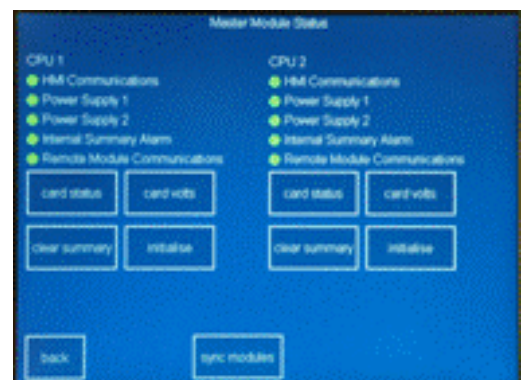 Master Module Status
CPU 1
HMI Communications
Power Supply 1
Power Supply 2
Internal Summary Alarm
Remote Module Communications
card status
card volts
clear summary
initialise
CPU 2
HMI Communications
Power Supply 1
Power Supply 2
Internal Summary Alarm
Remote Module Communications
card status
card volts
clear summary
initialise
back
sync modules